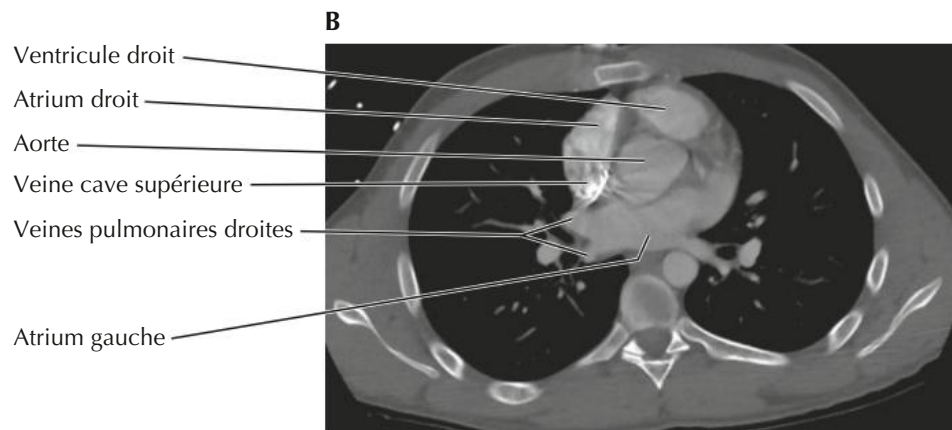 B
Ventricule droit
Atrium droit
Aorte
Veine cave supérieure
Veines pulmonaires droites
Atrium gauche